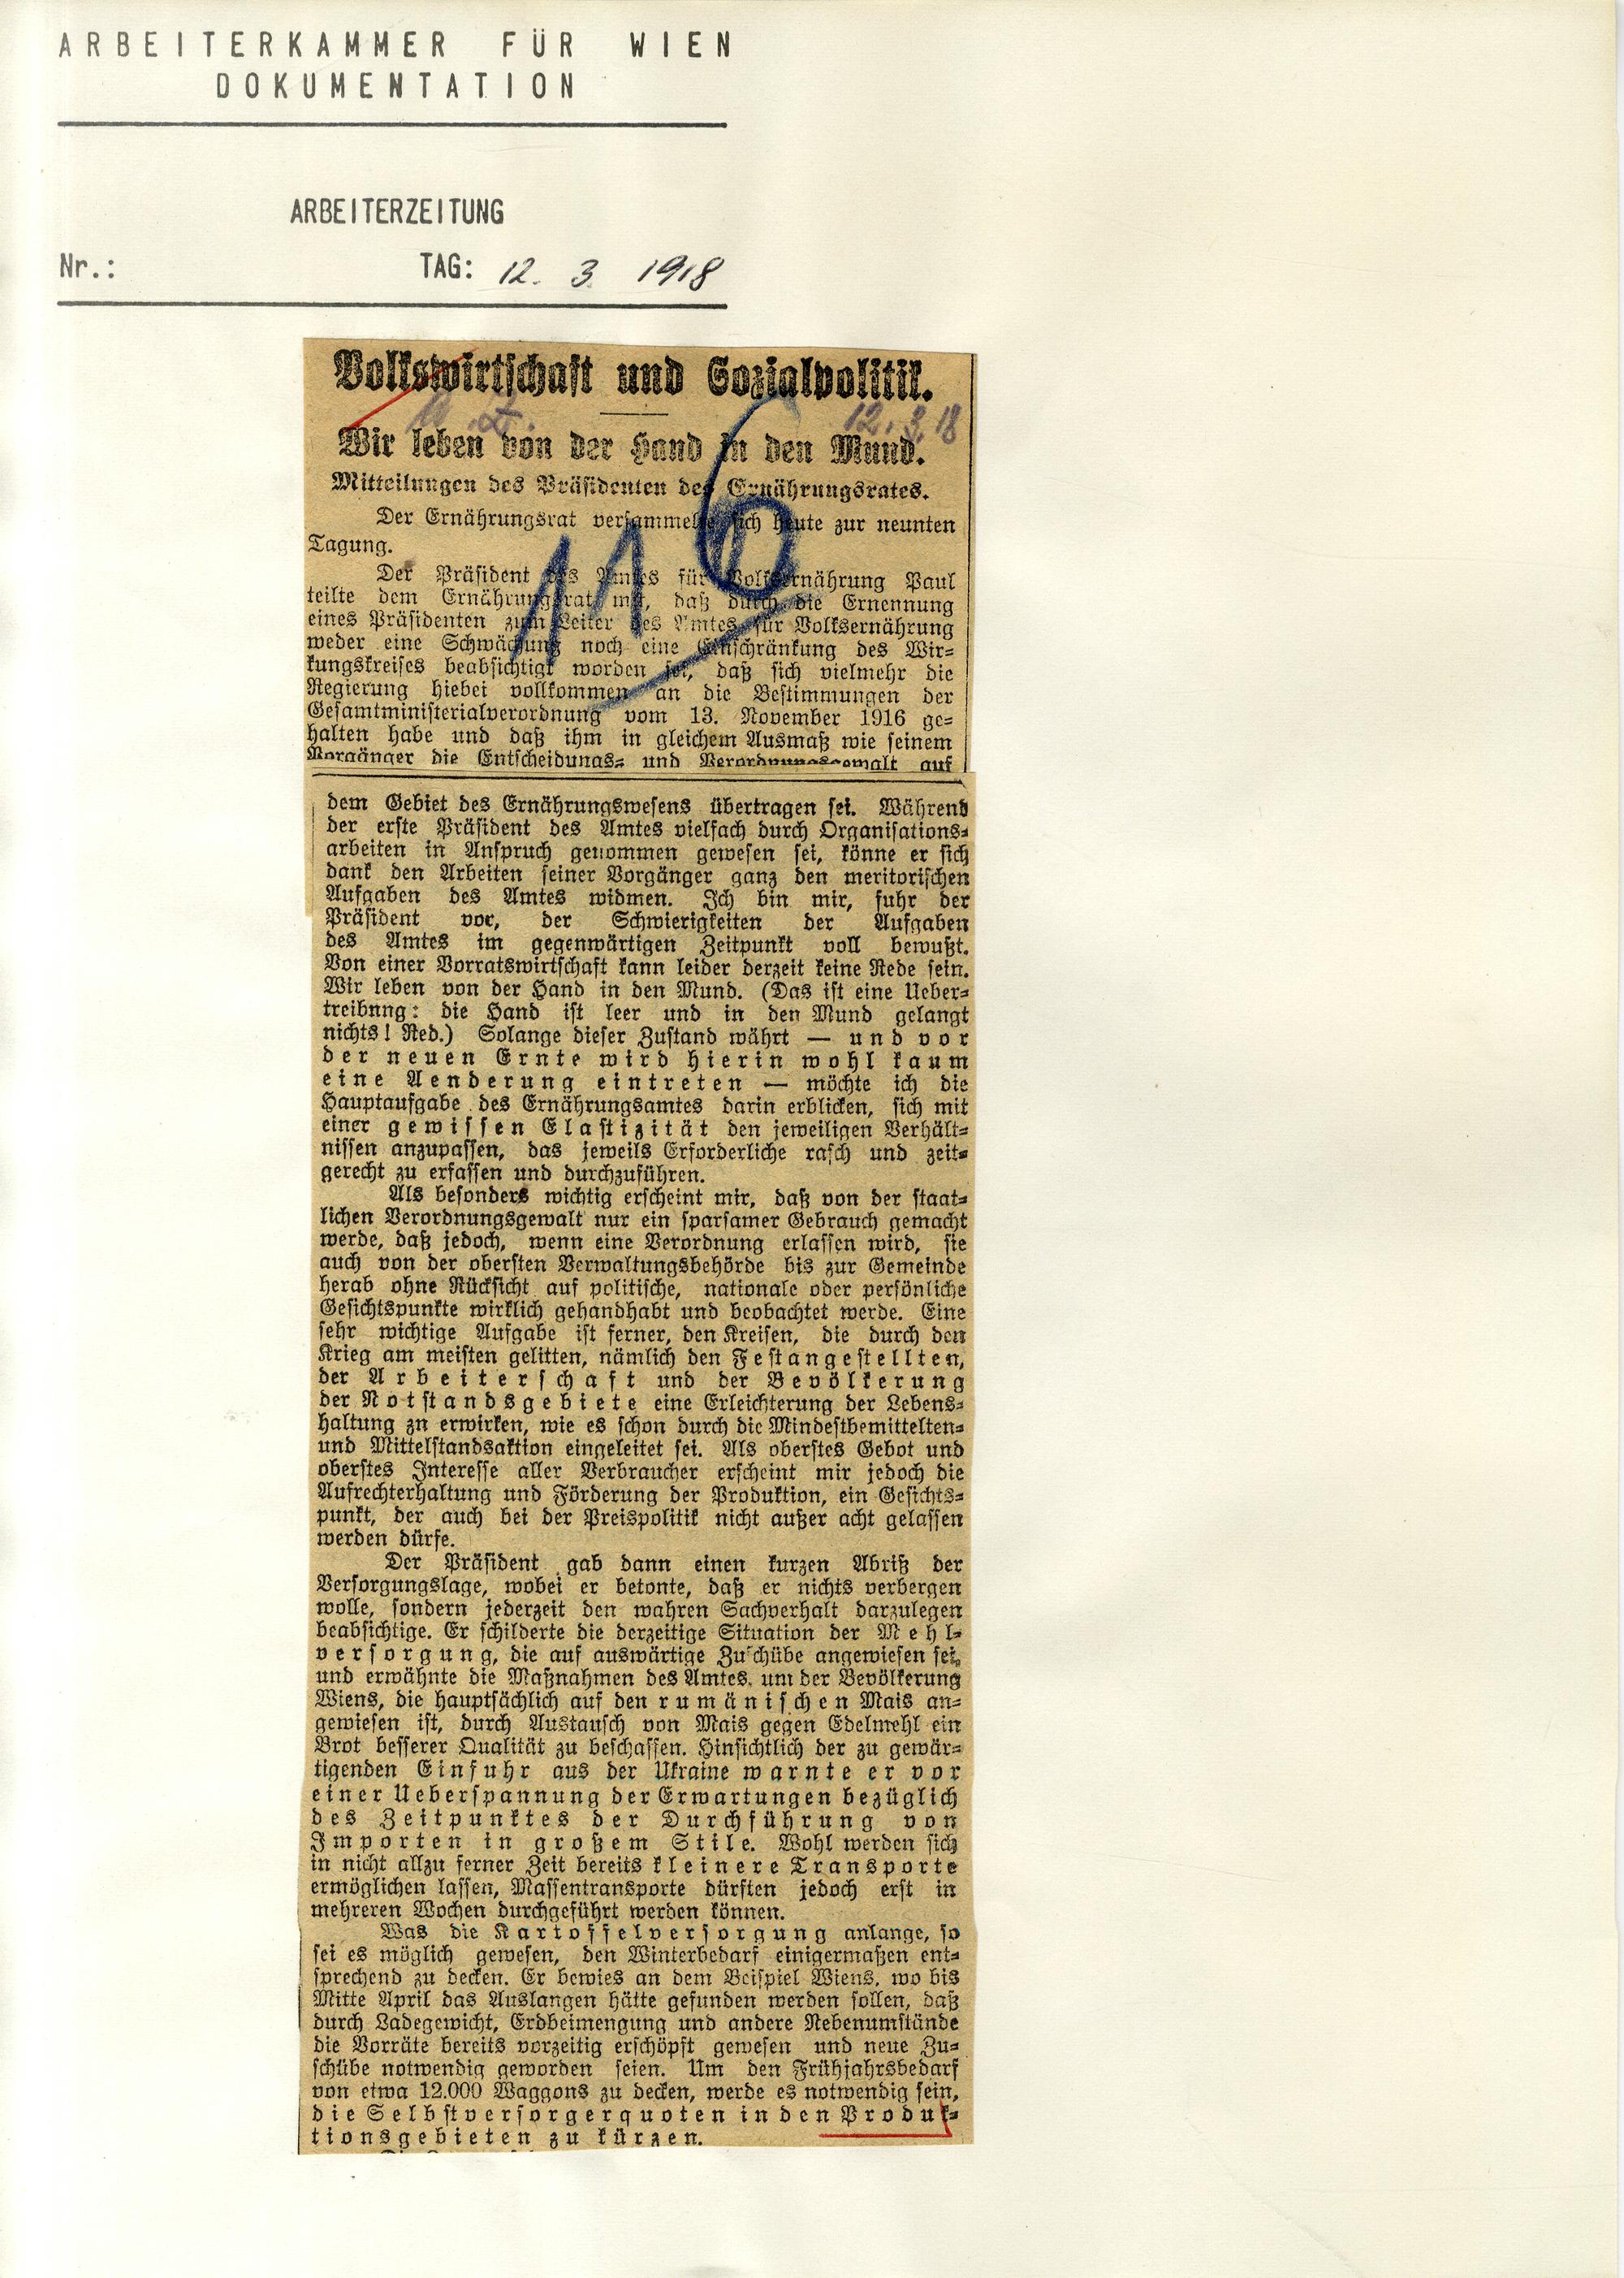 ARBEITERKAMMER FÜR WIEN
DOKUMENTATION
ARBEITERZEITUNG
Nr.: TAG: 12. 3. 1918
Volkswirtschaft und Sozialpolitik.
12. 3. 18
Wir leben von der Hand in den Mund.
Mitteilungen des Präsidenten des Ernährungsrates.
116
Der Ernährungsrat versammelte sich heute zur neunten
Tagung.
Der Präsident des Amtes für Volksernährung Paul
teilte dem Ernährungsrat mit, daß durch die Ernennung
eines Präsidenten zum Leiter des Amtes für Volksernährung
weder eine Schwächung noch eine Einschränkung des Wir-
kungskreises beabsichtigt worden sei, daß sich vielmehr die
Regierung hiebei vollkommen an die Bestimmungen der
Gesamtministerialverordnung vom 13. November 1916 ge-
halten habe und daß ihm in gleichem Ausmaß wie seinem
Vorgänger die Entscheidungs- und Verordnungsgewalt auf
dem Gebiet des Ernährungswesens übertragen sei. Während
der erste Präsident des Amtes vielfach durch Organisations-
arbeiten in Anspruch genommen gewesen sei, könne er sich
dank den Arbeiten seiner Vorgänger ganz den meritorischen
Aufgaben des Amtes widmen. Ich bin mir, fuhr der
Präsident vor, der Schwierigkeiten der Aufgaben
des Amtes im gegenwärtigen Zeitpunkt voll bewußt.
Von einer Vorratswirtschaft kann leider derzeit keine Rede sein.
Wir leben von der Hand in den Mund. (Das ist eine Ueber-
treibung: die Hand ist leer und in den Mund gelangt
nichts! Red.) Solange dieser Zustand währt — und vor
der neuen Ernte wird hierin wohl kaum
eine Aenderung eintreten — möchte ich die
Hauptaufgabe des Ernährungsamtes darin erblicken, sich mit
einer gewissen Elastizität den jeweiligen Verhält-
nissen anzupassen, das jeweils Erforderliche rasch und zeit-
gerecht zu erfassen und durchzuführen.
Als besonders wichtig erscheint mir, daß von der staat-
lichen Verordnungsgewalt nur ein sparsamer Gebrauch gemacht
werde, daß jedoch, wenn eine Verordnung erlassen wird, sie
auch von der obersten Verwaltungsbehörde bis zur Gemeinde
herab ohne Rücksicht auf politische, nationale oder persönliche
Gesichtspunkte wirklich gehandhabt und beobachtet werde. Eine
sehr wichtige Aufgabe ist ferner, den Kreisen, die durch den
Krieg am meisten gelitten, nämlich den Festangestellten,
der Arbeiterschaft und der Bevölkerung
der Notstandsgebiete eine Erleichterung der Lebens-
haltung zu erwirken, wie es schon durch die Mindestbemittelten-
und Mittelstandsaktion eingeleitet sei. Als oberstes Gebot und
oberstes Interesse aller Verbraucher erscheint mir jedoch die
Aufrechterhaltung und Förderung der Produktion, ein Gesichts-
punkt, der auch bei der Preispolitik nicht außer acht gelassen
werden dürfe.
Der Präsident gab dann einen kurzen Abriß der
Versorgungslage, wobei er betonte, daß er nichts verbergen
wolle, sondern jederzeit den wahren Sachverhalt darzulegen
beabsichtige. Er schilderte die derzeitige Situation der Mehl-
versorgung, die auf auswärtige Zuschübe angewiesen sei,
und erwähnte die Maßnahmen des Amtes, um der Bevölkerung
Wiens, die hauptsächlich auf den rumänischen Mais an-
gewiesen ist, durch Austausch von Mais gegen Edelmehl ein
Brot besserer Qualität zu beschaffen. Hinsichtlich der zu gewär-
tigenden Einfuhr aus der Ukraine warnte er vor
einer Ueberspannung der Erwartungen bezüglich
des Zeitpunktes der Durchführung von
Importen in großem Stile. Wohl werden sich
in nicht allzu ferner Zeit bereits kleinere Transporte
ermöglichen lassen, Massentransporte dürften jedoch erst in
mehreren Wochen durchgeführt werden können.
Was die Kartoffelversorgung anlange, so
sei es möglich gewesen, den Winterbedarf einigermaßen ent-
sprechend zu decken. Er bewies an dem Beispiel Wiens, wo bis
Mitte April das Auslangen hätte gefunden werden sollen, daß
durch Ladegewicht, Erdbeimengung und andere Nebenumstände
die Vorräte bereits vorzeitig erschöpft gewesen und neue Zu-
schübe notwendig geworden seien. Um den Frühjahrsbedarf
von etwa 12.000 Waggons zu decken, werde es notwendig sein,
die Selbstversorgerquoten in den Produk-
tionsgebieten zu kürzen.